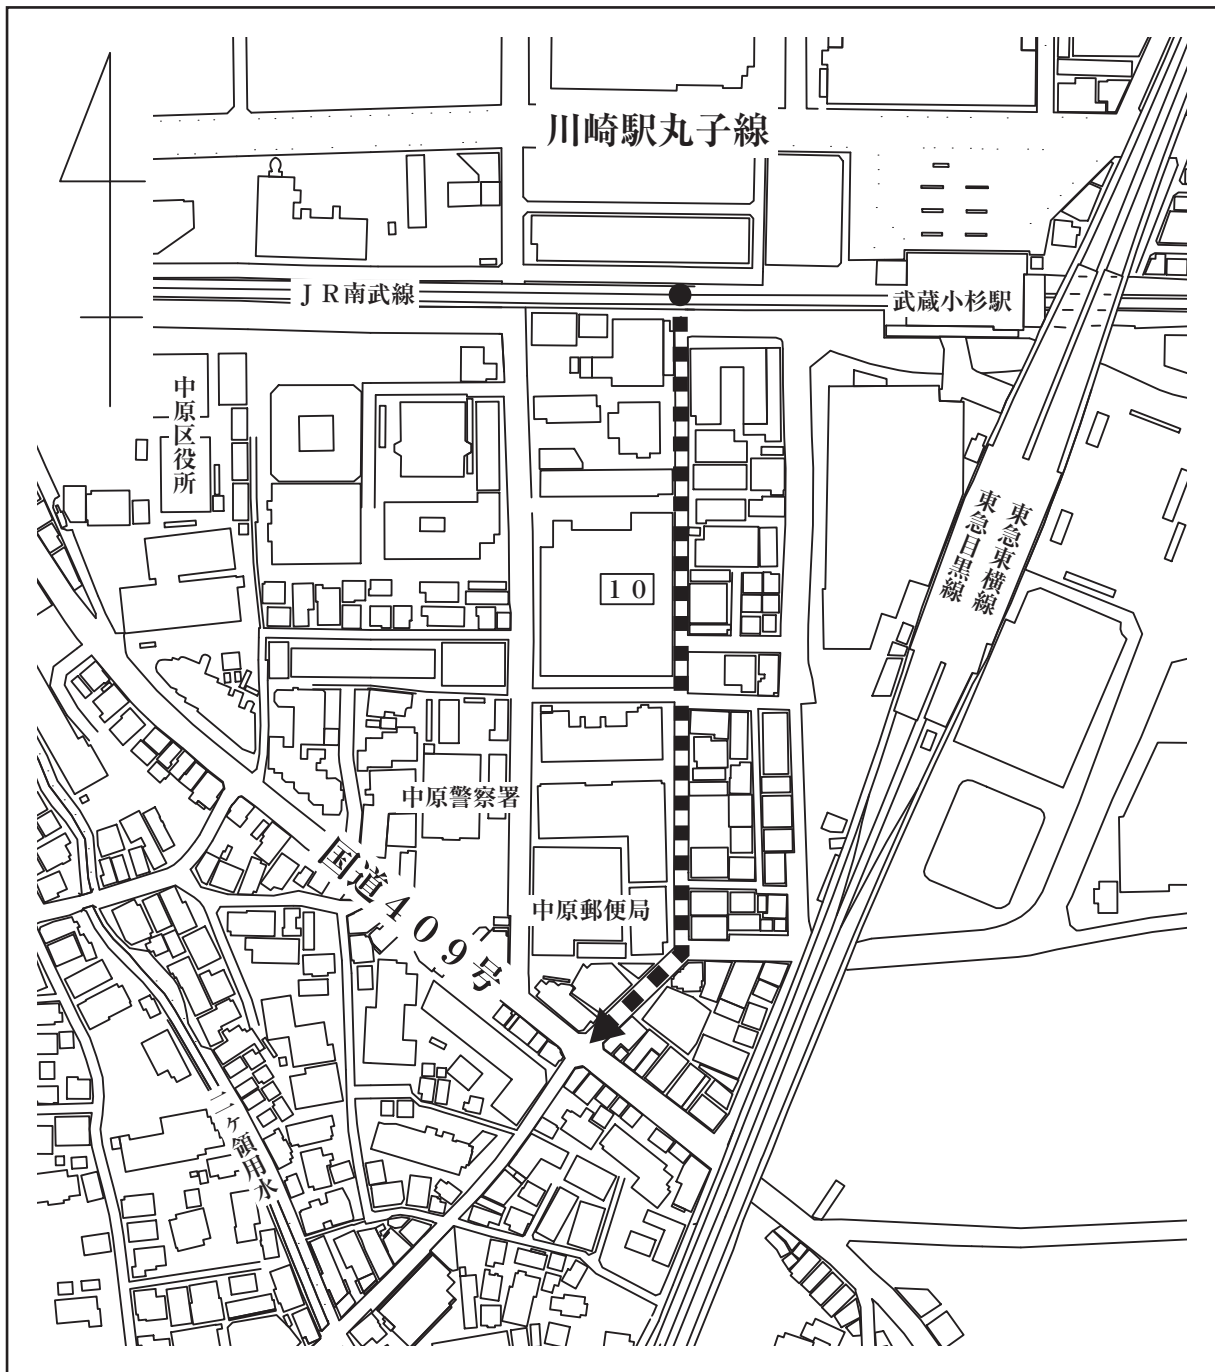 川崎駅丸子線
ＪＲ南武線
武蔵小杉駅
中原区役所
東急東横線
東急目黒線
１０
中原警察署
国道４０９号
中原郵便局
二ヶ領用水